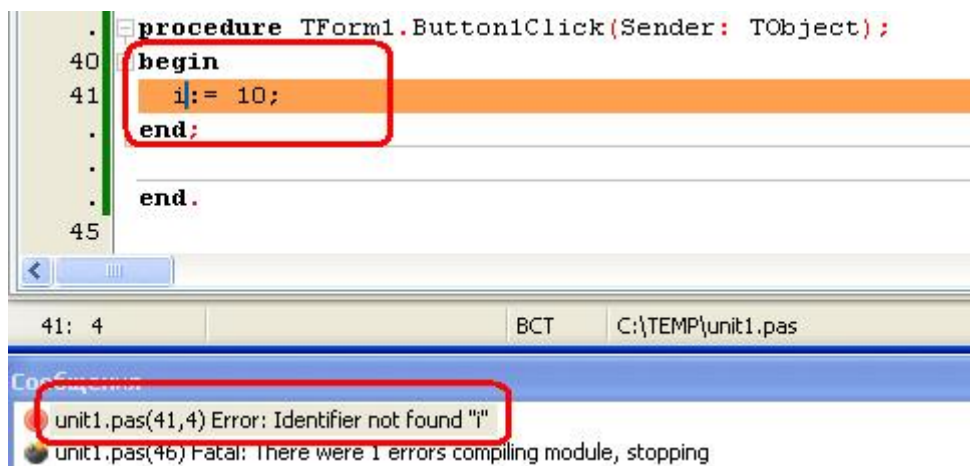 . procedure TForm1.Button1Click(Sender: TObject);
40 begin
41 i:= 10;
. end;
.
. end.
45
41: 4 ВСТ C:\TEMP\unit1.pas
Сообщения
unit1.pas(41,4) Error: Identifier not found "i"
unit1.pas(46) Fatal: There were 1 errors compiling module, stopping